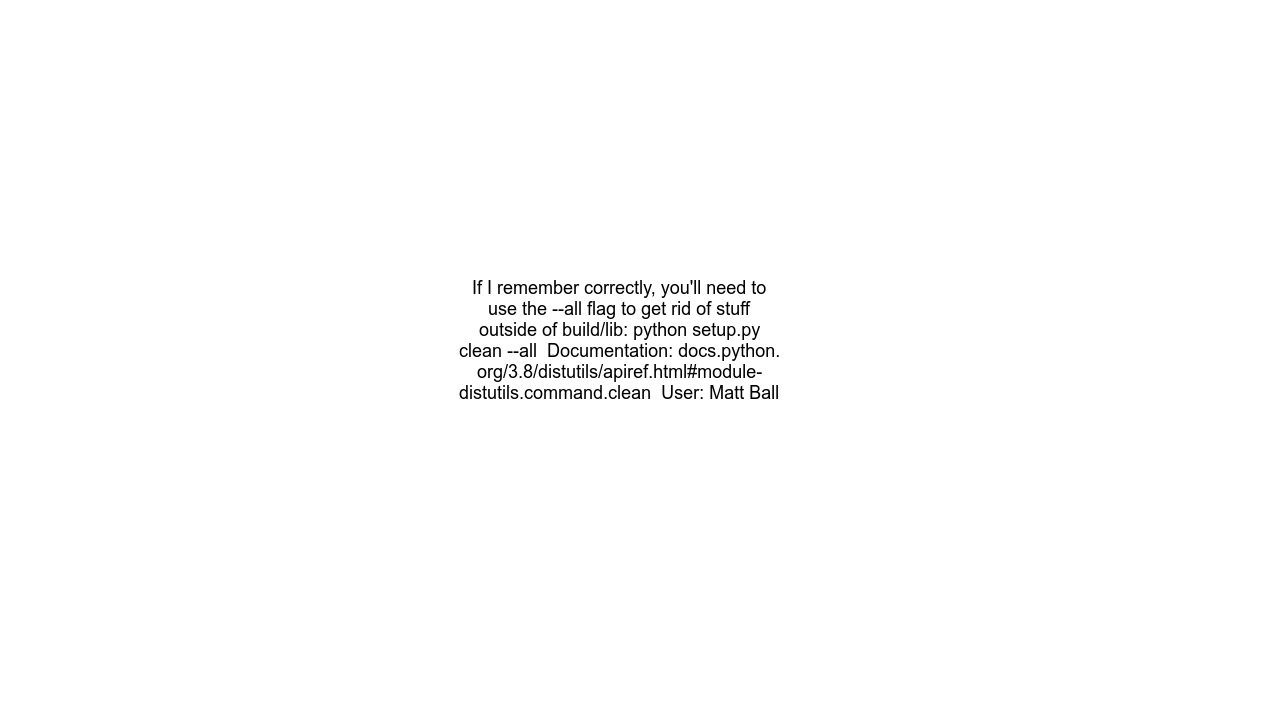 If I remember correctly, you'll need to
use the --all flag to get rid of stuff
outside of build/lib: python setup.py
clean --all  Documentation: docs.python.
org/3.8/distutils/apiref.html#module-
distutils.command.clean  User: Matt Ball